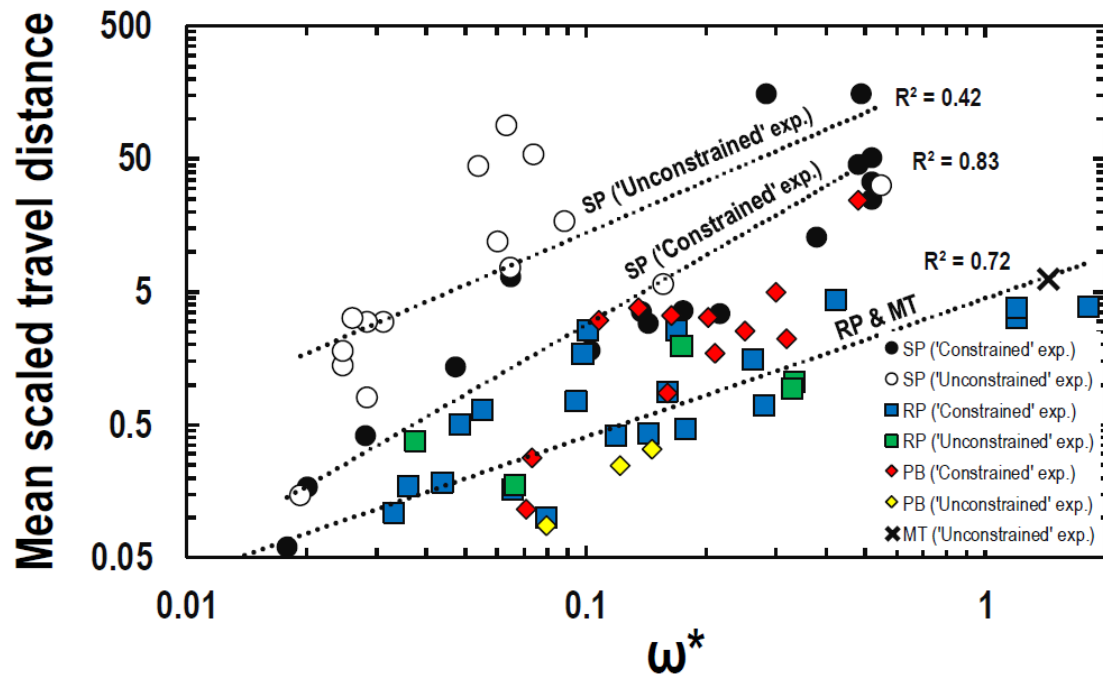 Mean scaled travel distance
500
50
5
0.5
0.05
0.01
0.1
1
ω*
SP ('Unconstrained' exp.)
SP ('Constrained' exp.)
RP & MT
R² = 0.42
R² = 0.83
R² = 0.72
SP ('Constrained' exp.)
SP ('Unconstrained' exp.)
RP ('Constrained' exp.)
RP ('Unconstrained' exp.)
PB ('Constrained' exp.)
PB ('Unconstrained' exp.)
MT ('Unconstrained' exp.)